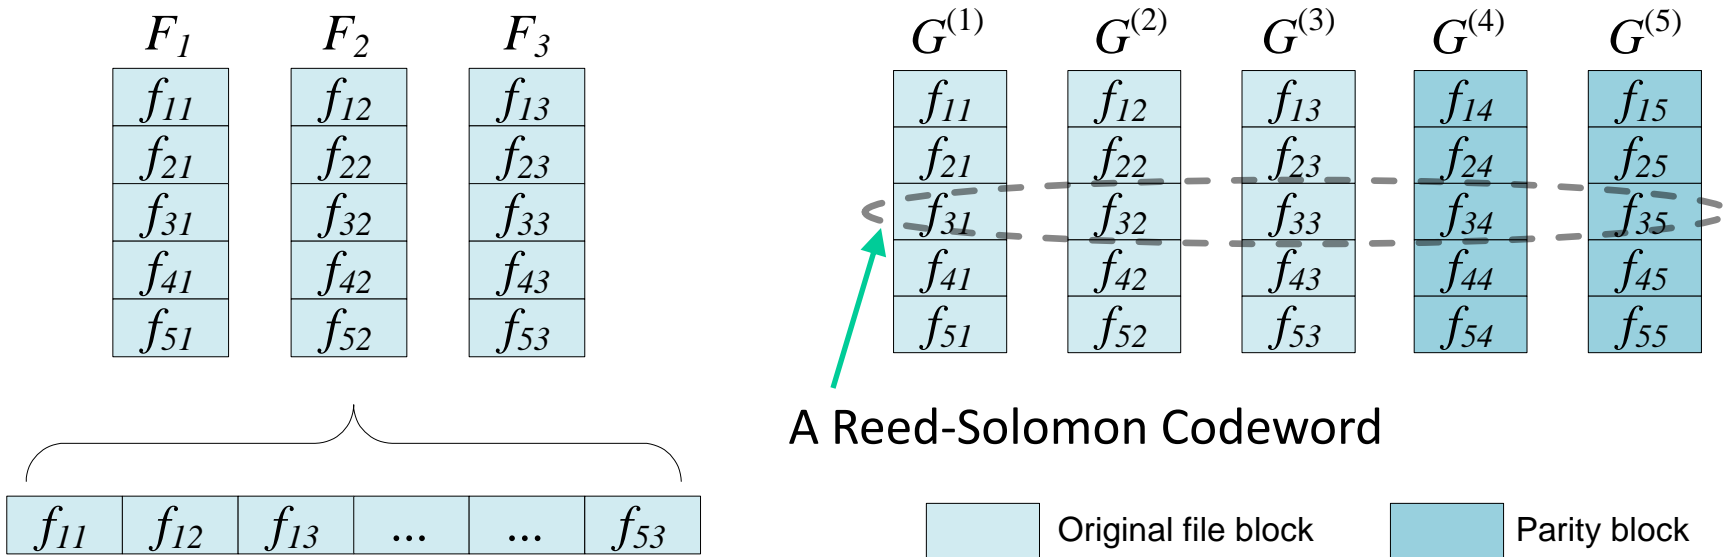 F1 F2 F3
f11 f12 f13
f21 f22 f23
f31 f32 f33
f41 f42 f43
f51 f52 f53
f11 f12 f13 ... ... f53
G(1) G(2) G(3) G(4) G(5)
f11 f12 f13 f14 f15
f21 f22 f23 f24 f25
f31 f32 f33 f34 f35
f41 f42 f43 f44 f45
f51 f52 f53 f54 f55
A Reed-Solomon Codeword
Original file block Parity block